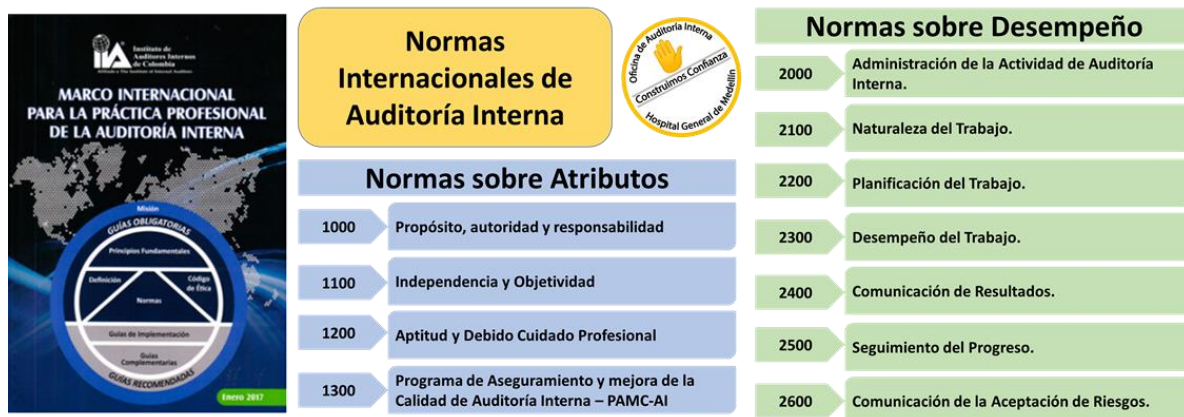 IIA
Instituto de
Auditores Internos
de Colombia
MARCO INTERNACIONAL
PARA LA PRÁCTICA PROFESIONAL
DE LA AUDITORÍA INTERNA
Misión
GUÍAS OBLIGATORIAS
Principios Fundamentales
Definición
Código
de Ética
Normas
Guías de Implementación
Guías
Complementarias
GUÍAS RECOMENDADAS
Enero 2017
Normas
Internacionales de
Auditoría Interna
Oficina de Auditoría Interna
Construimos Confianza
Hospital General de Medellín
Normas sobre Atributos
1000 Propósito, autoridad y responsabilidad
1100 Independencia y Objetividad
1200 Aptitud y Debido Cuidado Profesional
1300 Programa de Aseguramiento y mejora de la
Calidad de Auditoría Interna – PAMC-AI
Normas sobre Desempeño
2000 Administración de la Actividad de Auditoría
Interna.
2100 Naturaleza del Trabajo.
2200 Planificación del Trabajo.
2300 Desempeño del Trabajo.
2400 Comunicación de Resultados.
2500 Seguimiento del Progreso.
2600 Comunicación de la Aceptación de Riesgos.